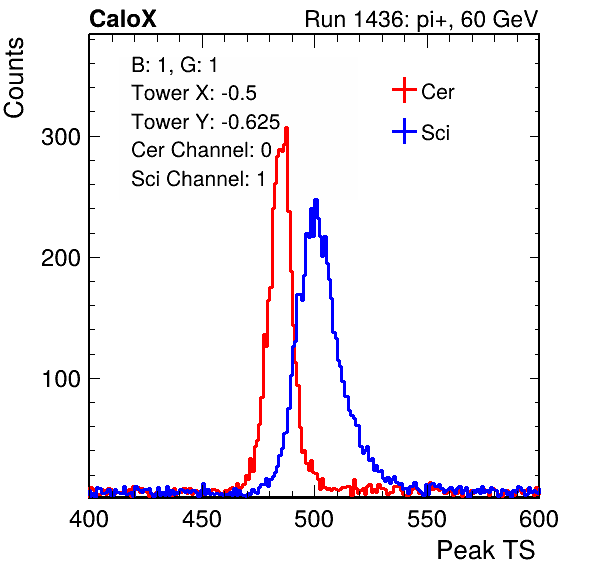 CaloX Run 1436: pi+, 60 GeV
Counts
B: 1, G: 1
Tower X: -0.5
Tower Y: -0.625
Cer Channel: 0
Sci Channel: 1
Cer
Sci
300
200
100
400 450 500 550 600
Peak TS